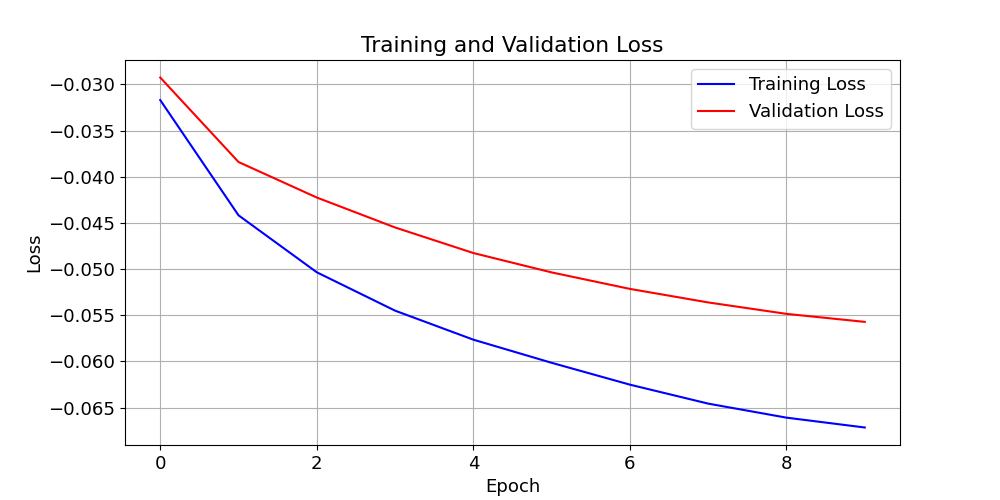 Training and Validation Loss
Training Loss
Validation Loss
Loss
−0.030
−0.035
−0.040
−0.045
−0.050
−0.055
−0.060
−0.065
0 2 4 6 8
Epoch